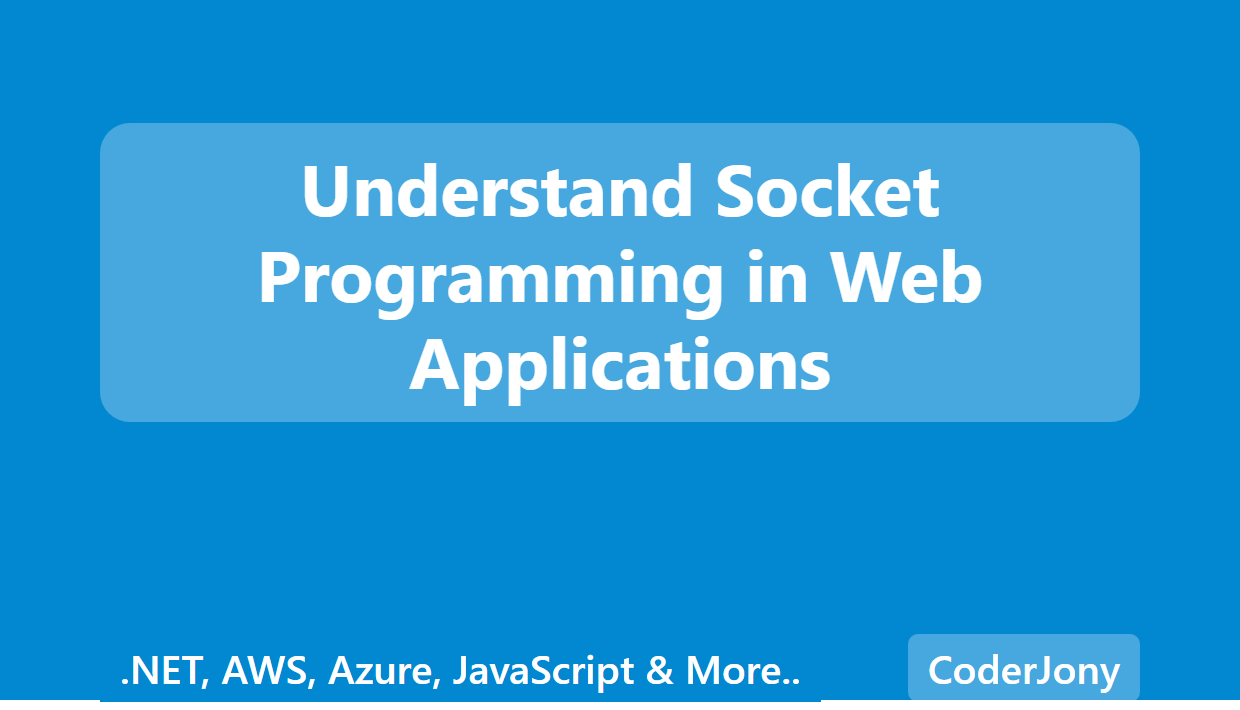 Understand Socket
Programming in Web
Applications
.NET, AWS, Azure, JavaScript & More..
CoderJony